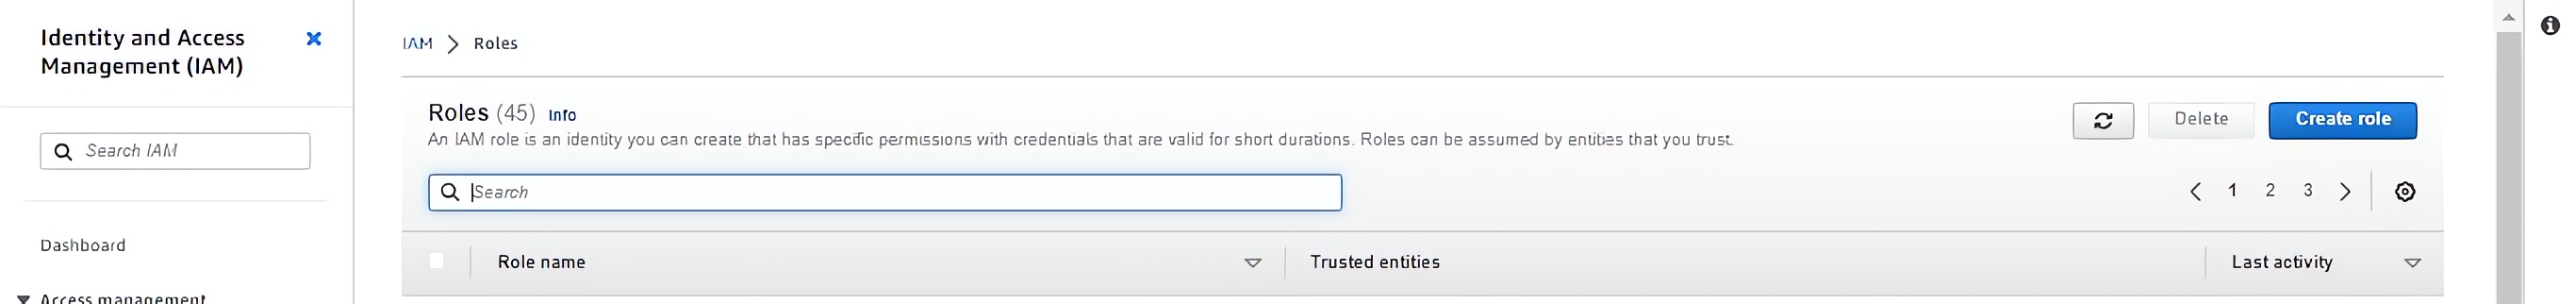 Identity and Access
Management (IAM)
Search IAM
Dashboard
Access management
IAM > Roles
Roles (45) Info
An IAM role is an identity you can create that has specific permissions with credentials that are valid for short durations. Roles can be assumed by entities that you trust.
Delete
Create role
Search
1 2 3
Role name
Trusted entities
Last activity